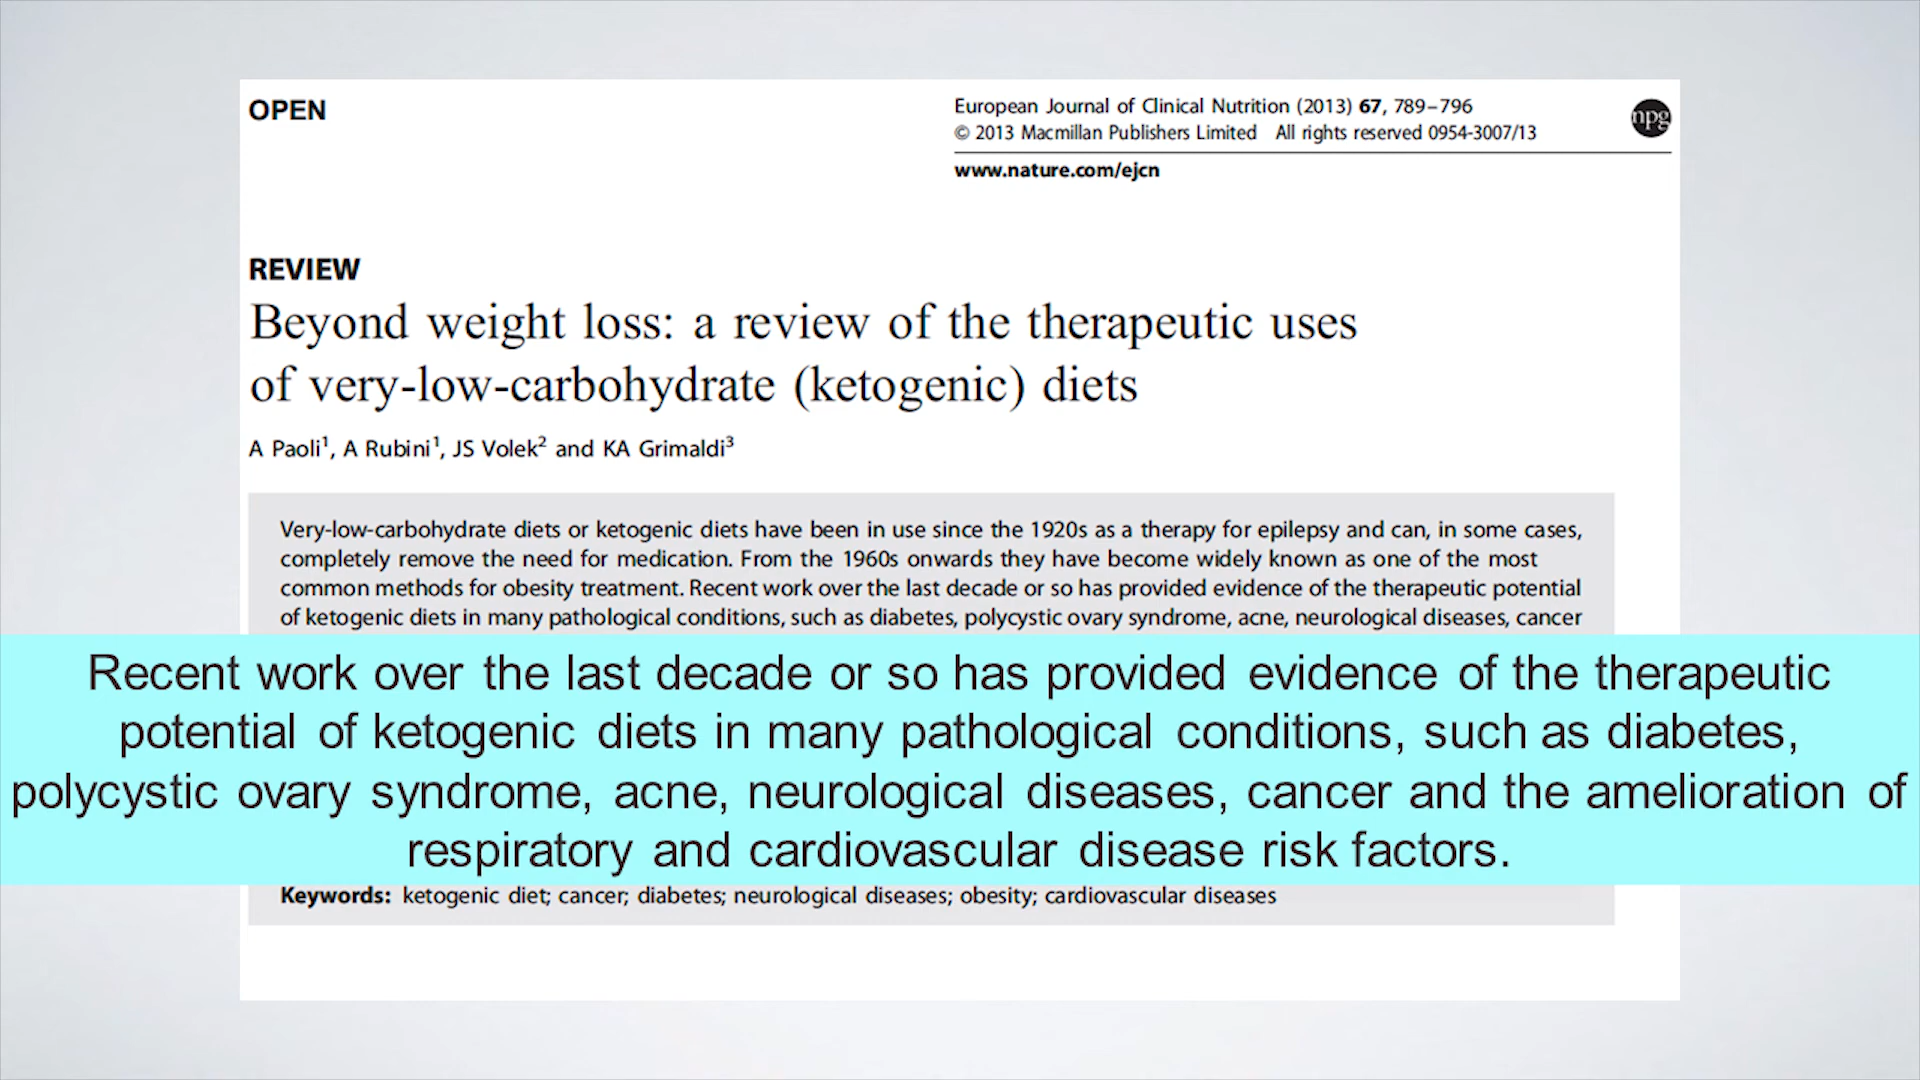 OPEN
European Journal of Clinical Nutrition (2013) 67, 789–796
© 2013 Macmillan Publishers Limited All rights reserved 0954-3007/13
npg
www.nature.com/ejcn
REVIEW
Beyond weight loss: a review of the therapeutic uses
of very-low-carbohydrate (ketogenic) diets
A Paoli¹, A Rubini¹, JS Volek² and KA Grimaldi³
Very-low-carbohydrate diets or ketogenic diets have been in use since the 1920s as a therapy for epilepsy and can, in some cases,
completely remove the need for medication. From the 1960s onwards they have become widely known as one of the most
common methods for obesity treatment. Recent work over the last decade or so has provided evidence of the therapeutic potential
of ketogenic diets in many pathological conditions, such as diabetes, polycystic ovary syndrome, acne, neurological diseases, cancer
Recent work over the last decade or so has provided evidence of the therapeutic
potential of ketogenic diets in many pathological conditions, such as diabetes,
polycystic ovary syndrome, acne, neurological diseases, cancer and the amelioration of
respiratory and cardiovascular disease risk factors.
Keywords: ketogenic diet; cancer; diabetes; neurological diseases; obesity; cardiovascular diseases